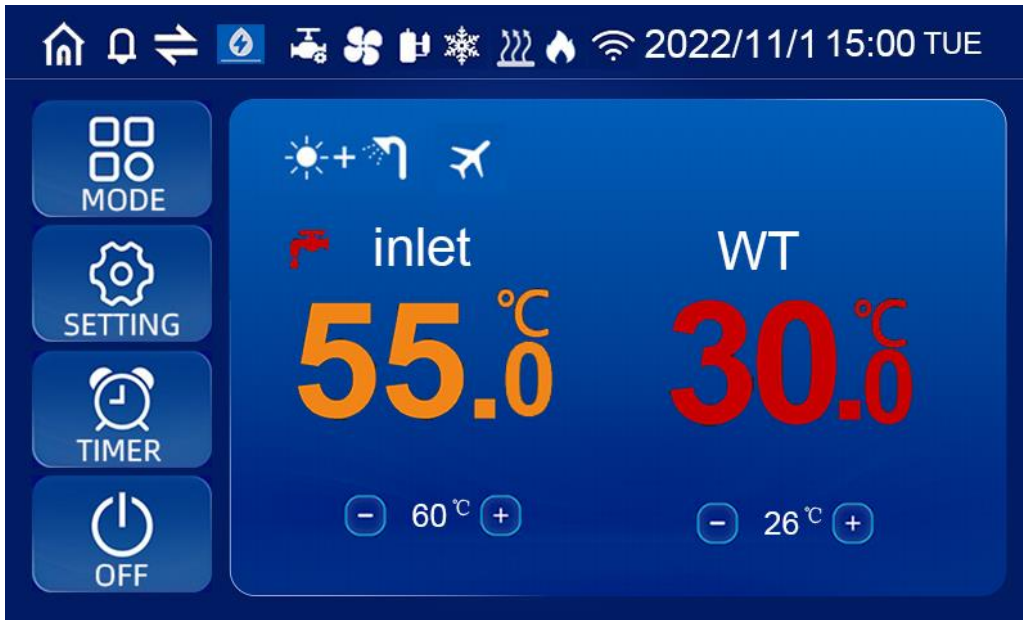 2022/11/1 15:00 TUE
MODE
SETTING
TIMER
OFF
inlet WT
55.0℃ 30.0℃
- 60℃ + - 26℃ +